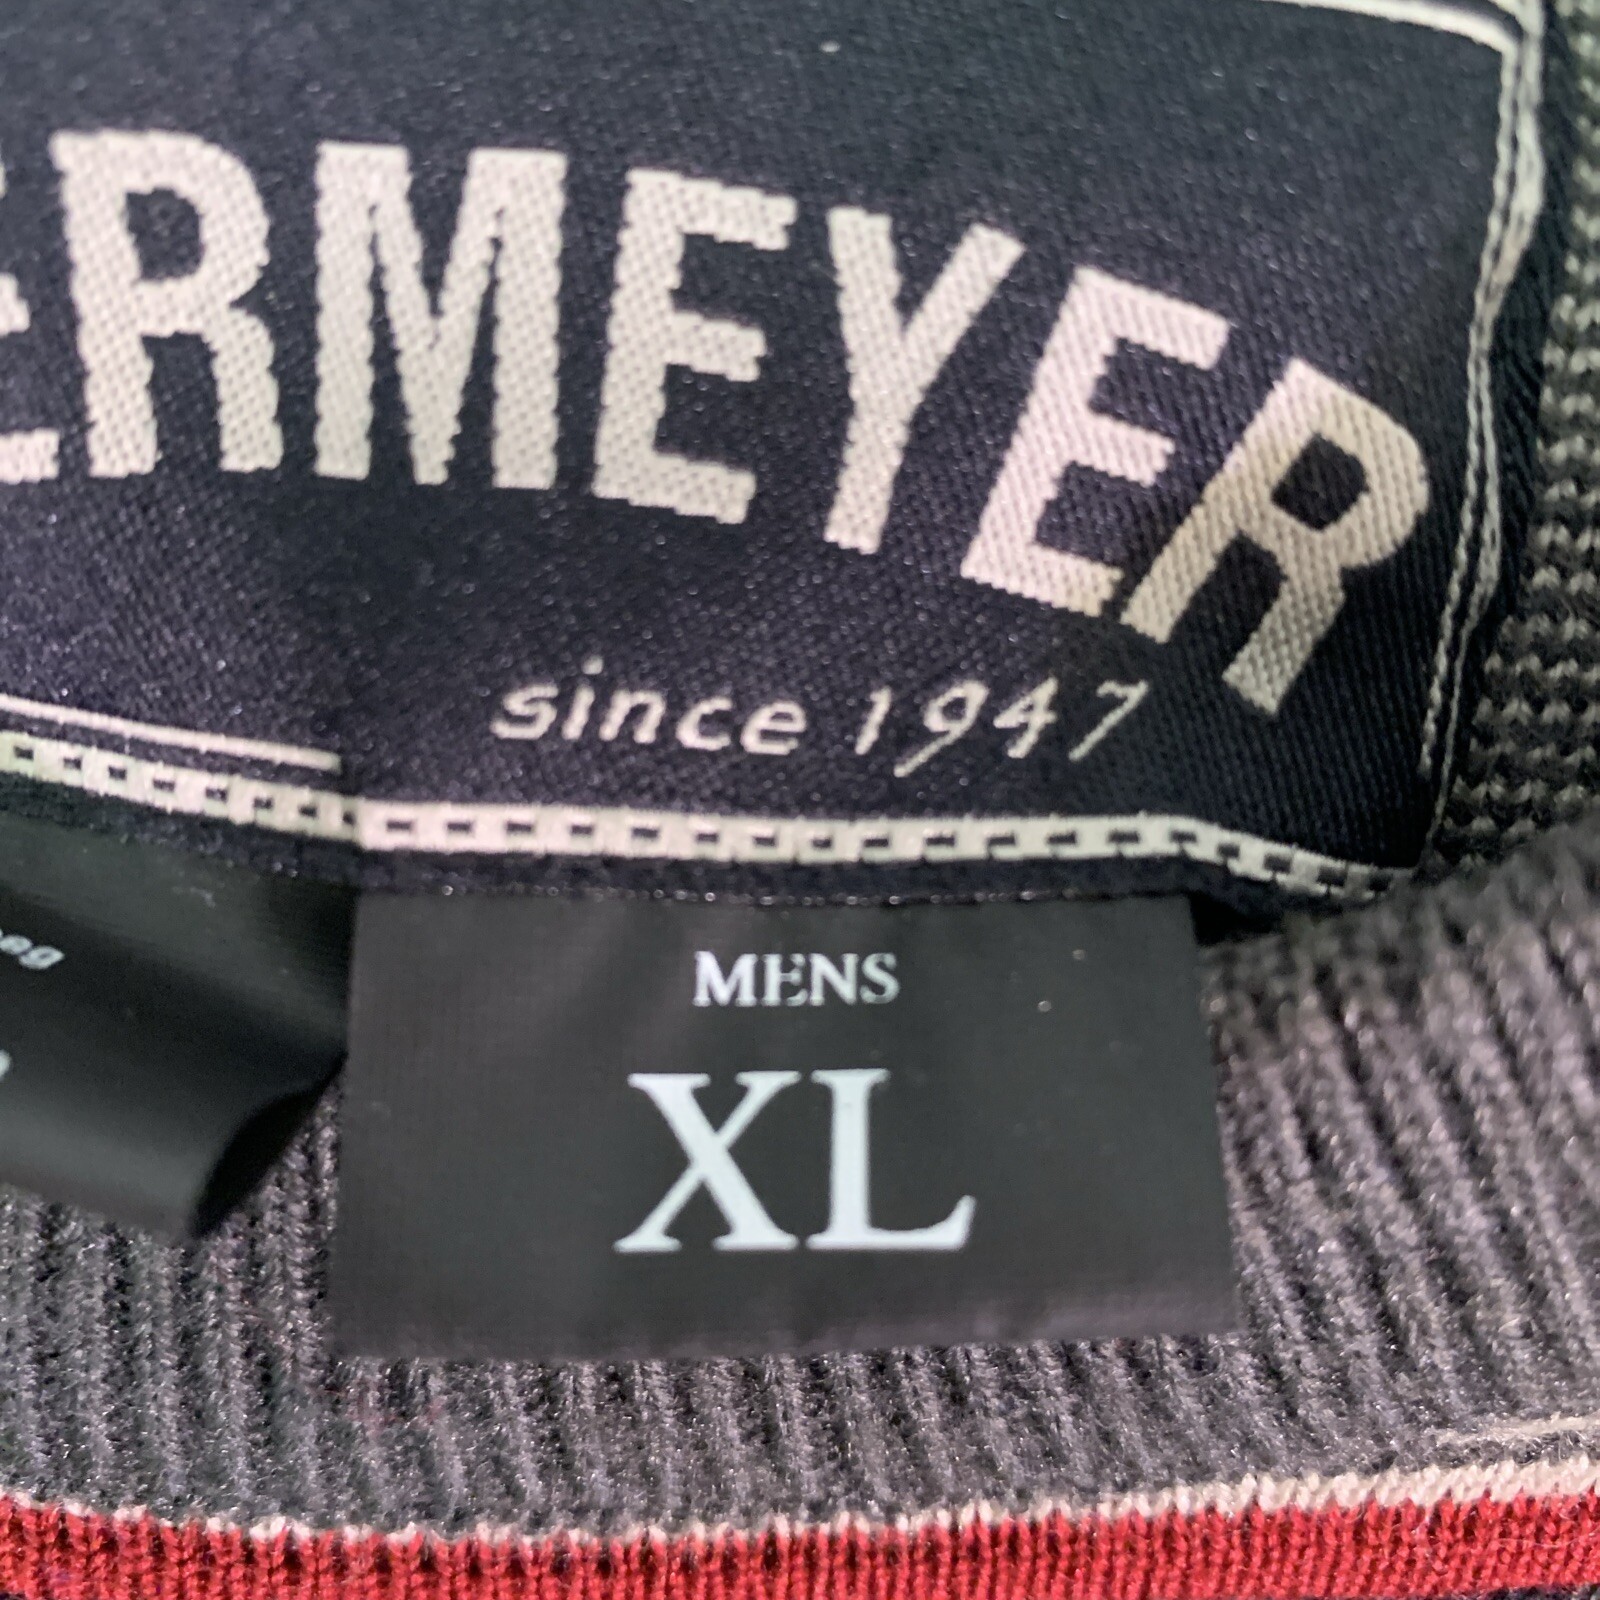 ERMEYER
since 1947
MENS
XL